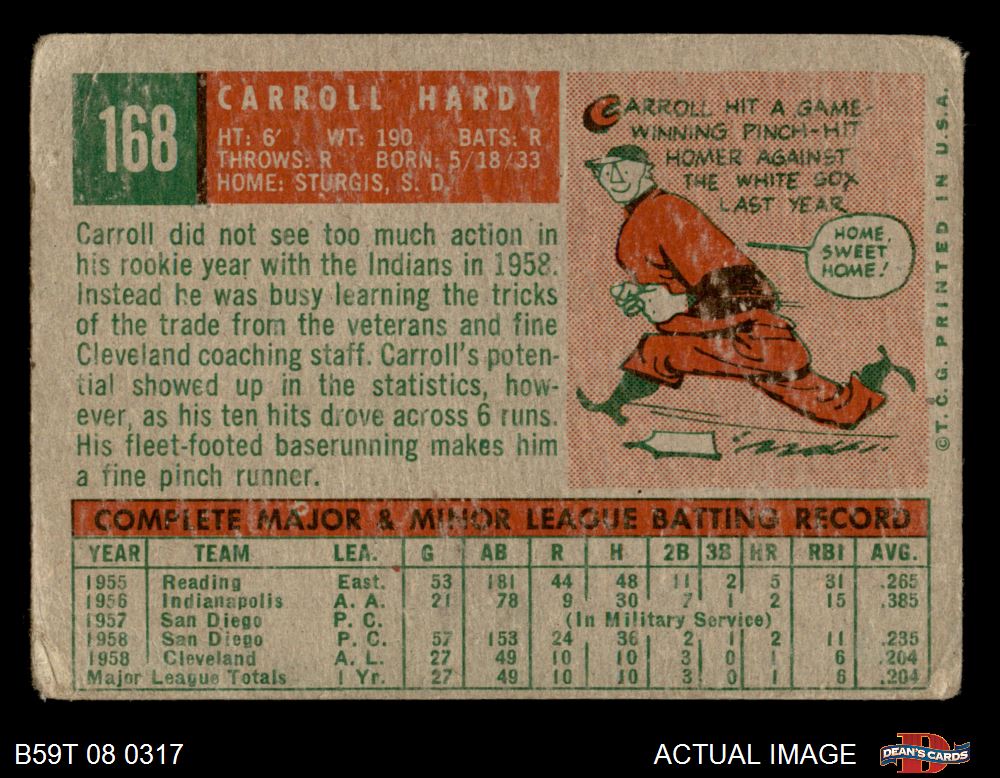 168
CARROLL HARDY
HT: 6' WT: 190 BATS: R
THROWS: R BORN: 5/18/33
HOME: STURGIS, S. D.
Carroll did not see too much action in
his rookie year with the Indians in 1958.
Instead he was busy learning the tricks
of the trade from the veterans and fine
Cleveland coaching staff. Carroll's poten-
tial showed up in the statistics, how-
ever, as his ten hits drove across 6 runs.
His fleet-footed baserunning makes him
a fine pinch runner.
CARROLL HIT A GAME-
WINNING PINCH-HIT
HOMER AGAINST
THE WHITE SOX
LAST YEAR
HOME,
SWEET
HOME!
©T. C. G. PRINTED IN U.S.A.
COMPLETE MAJOR & MINOR LEAGUE BATTING RECORD
YEAR TEAM LEA. G AB R H 2B 3B HR RBI AVG.
1955 Reading East. 53 181 44 48 11 2 5 31 .265
1956 Indianapolis A. A. 21 78 9 30 7 1 2 15 .385
1957 San Diego P. C. (In Military Service)
1958 San Diego P. C. 57 153 24 36 2 1 2 11 .235
1958 Cleveland A. L. 27 49 10 10 3 0 1 6 .204
Major League Totals 1 Yr. 27 49 10 10 3 0 1 6 .204
B59T 08 0317
ACTUAL IMAGE
DEAN'S CARDS